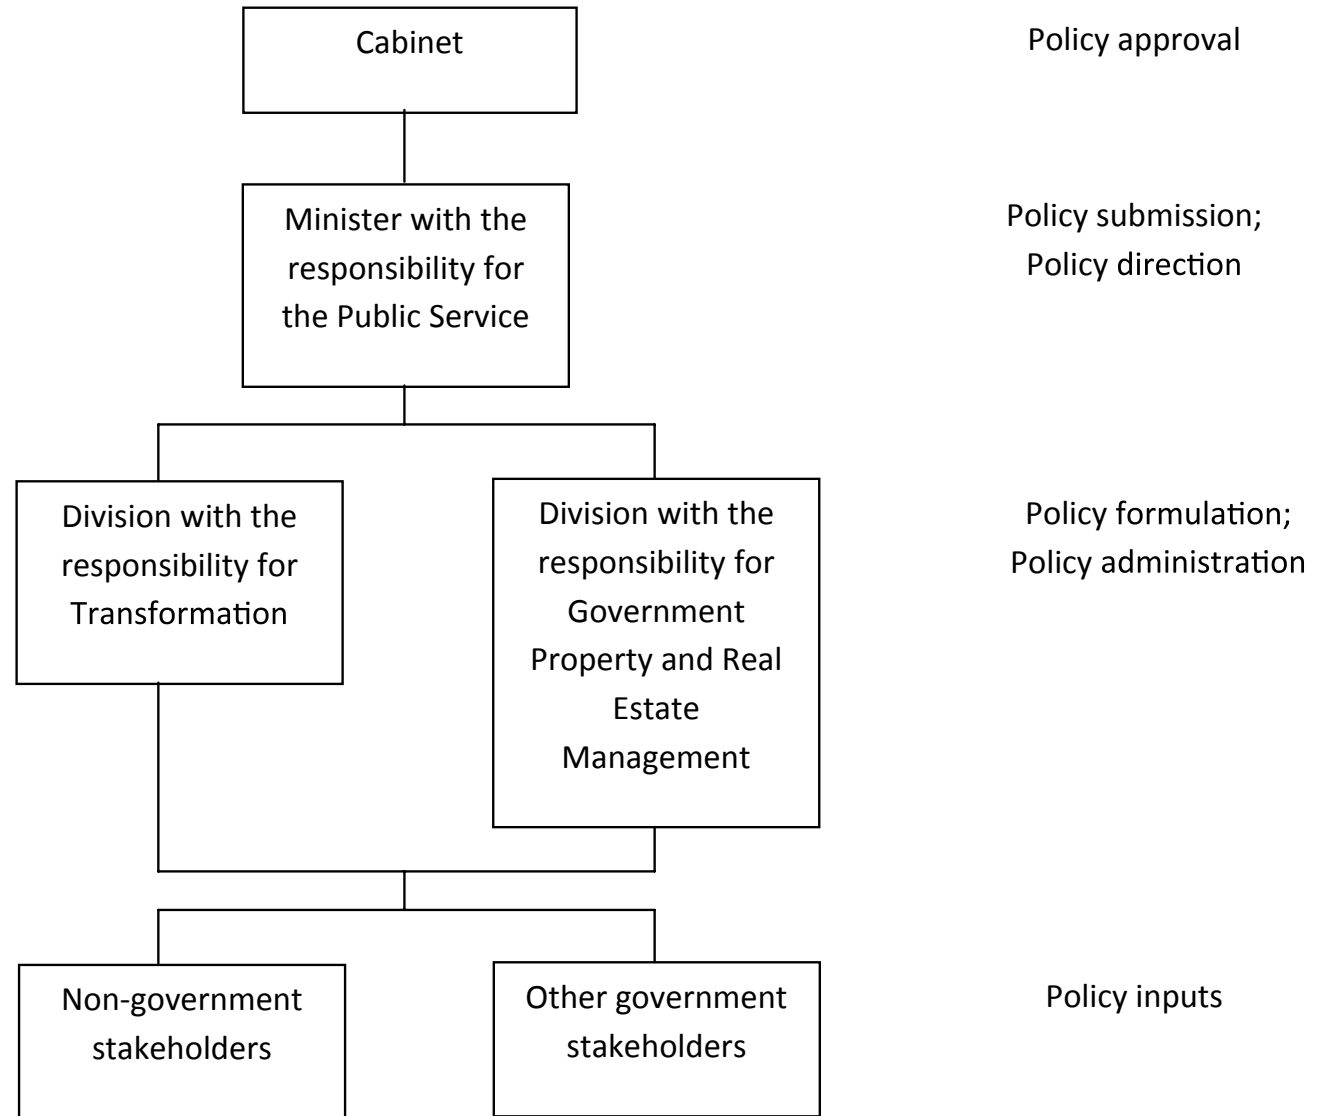 Cabinet
Policy approval
Minister with the
responsibility for
the Public Service
Policy submission;
Policy direction
Division with the
responsibility for
Transformation
Division with the
responsibility for
Government
Property and Real
Estate
Management
Policy formulation;
Policy administration
Non-government
stakeholders
Other government
stakeholders
Policy inputs